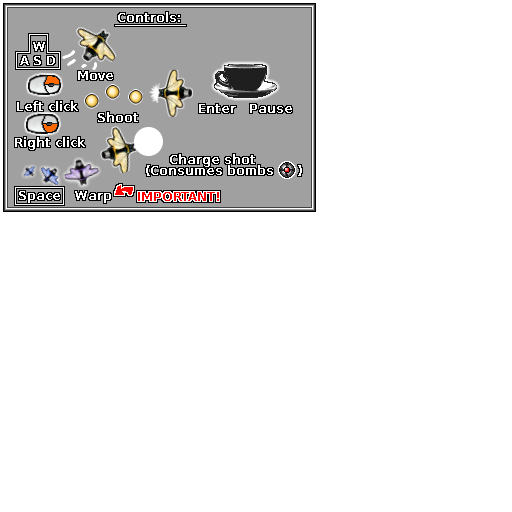 Controls:
W
A S D
Move
Left click
Shoot
Enter Pause
Right click
Charge shot
(Consumes bombs )
Space Warp IMPORTANT!